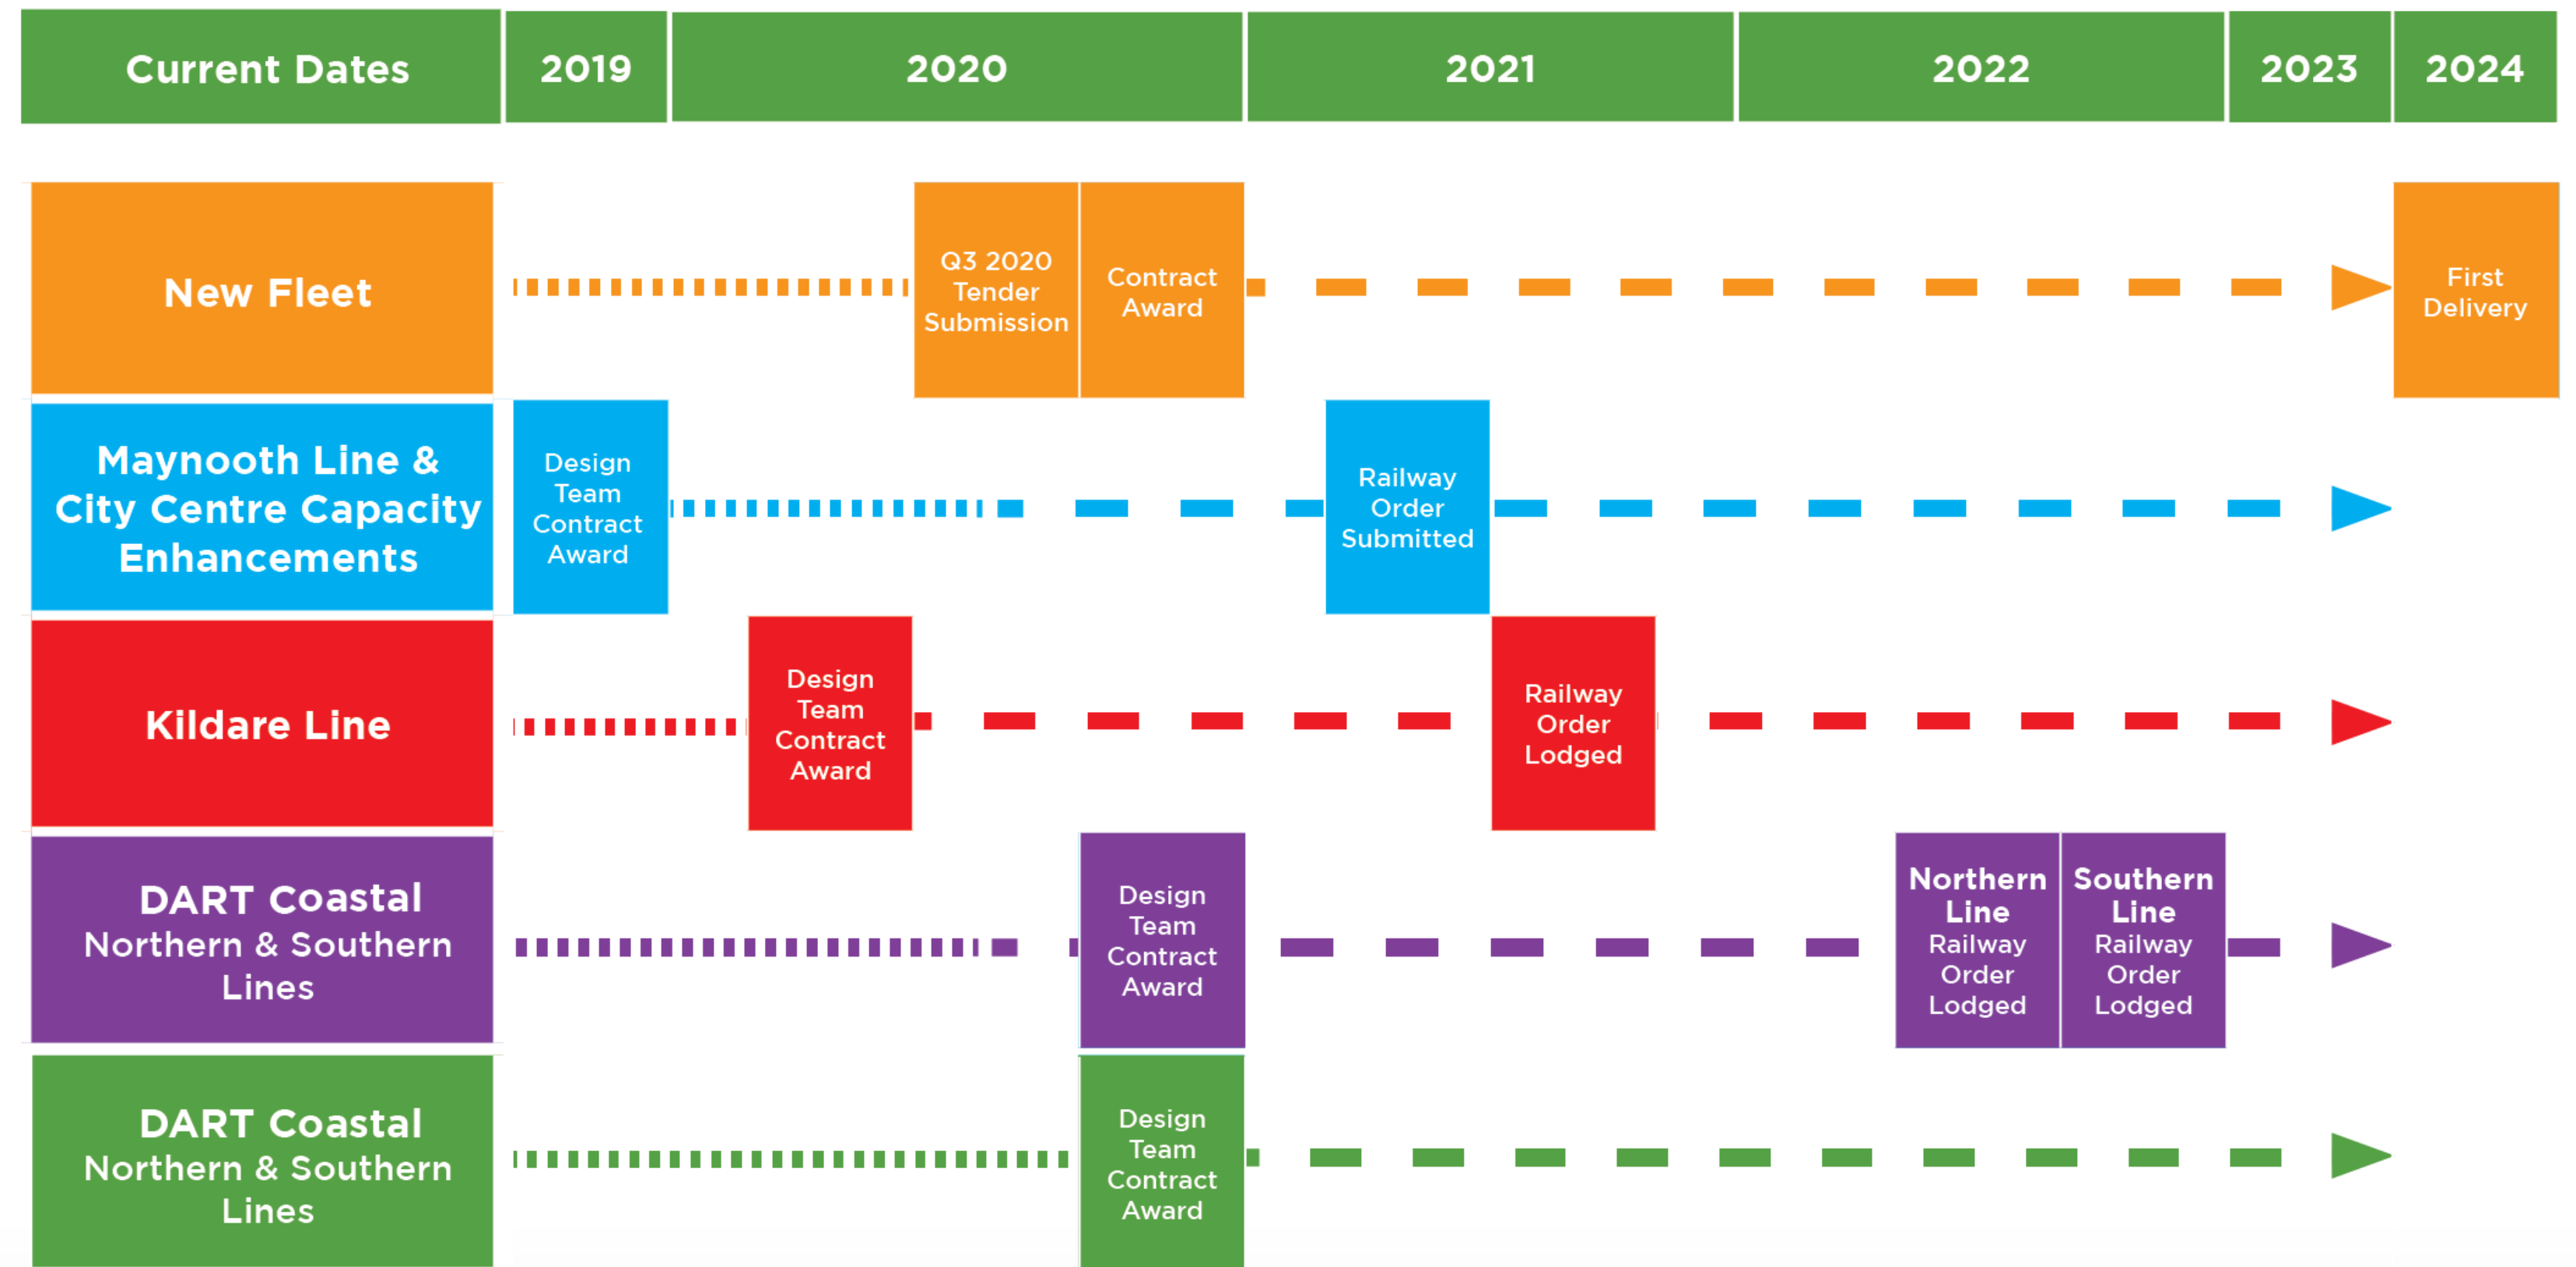 Current Dates
2019
2020
2021
2022
2023
2024
New Fleet
Q3 2020
Tender
Submission
Contract
Award
First
Delivery
Maynooth Line &
City Centre Capacity
Enhancements
Design
Team
Contract
Award
Railway
Order
Submitted
Kildare Line
Design
Team
Contract
Award
Railway
Order
Lodged
DART Coastal
Northern & Southern
Lines
Design
Team
Contract
Award
Northern
Line
Railway
Order
Lodged
Southern
Line
Railway
Order
Lodged
DART Coastal
Northern & Southern
Lines
Design
Team
Contract
Award